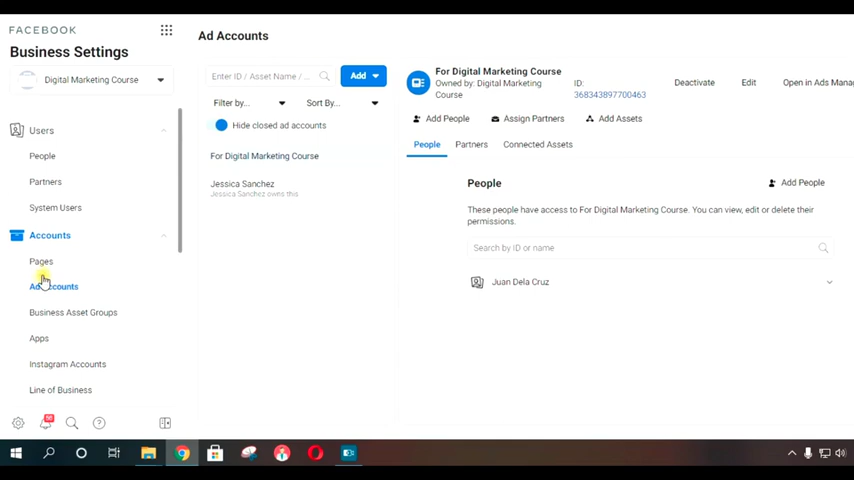 FACEBOOK
Business Settings
Digital Marketing Course
Users
People
Partners
System Users
Accounts
Pages
Ad Accounts
Business Asset Groups
Apps
Instagram Accounts
Line of Business
Ad Accounts
Enter ID / Asset Name / ...
Add
Filter by...
Sort By...
Hide closed ad accounts
For Digital Marketing Course
Jessica Sanchez
Jessica Sanchez owns this
For Digital Marketing Course
Owned by: Digital Marketing
Course
ID:
368343897700463
Deactivate
Edit
Open in Ads Manag
Add People
Assign Partners
Add Assets
People
Partners
Connected Assets
People
Add People
These people have access to For Digital Marketing Course. You can view, edit or delete their
permissions.
Search by ID or name
Juan Dela Cruz